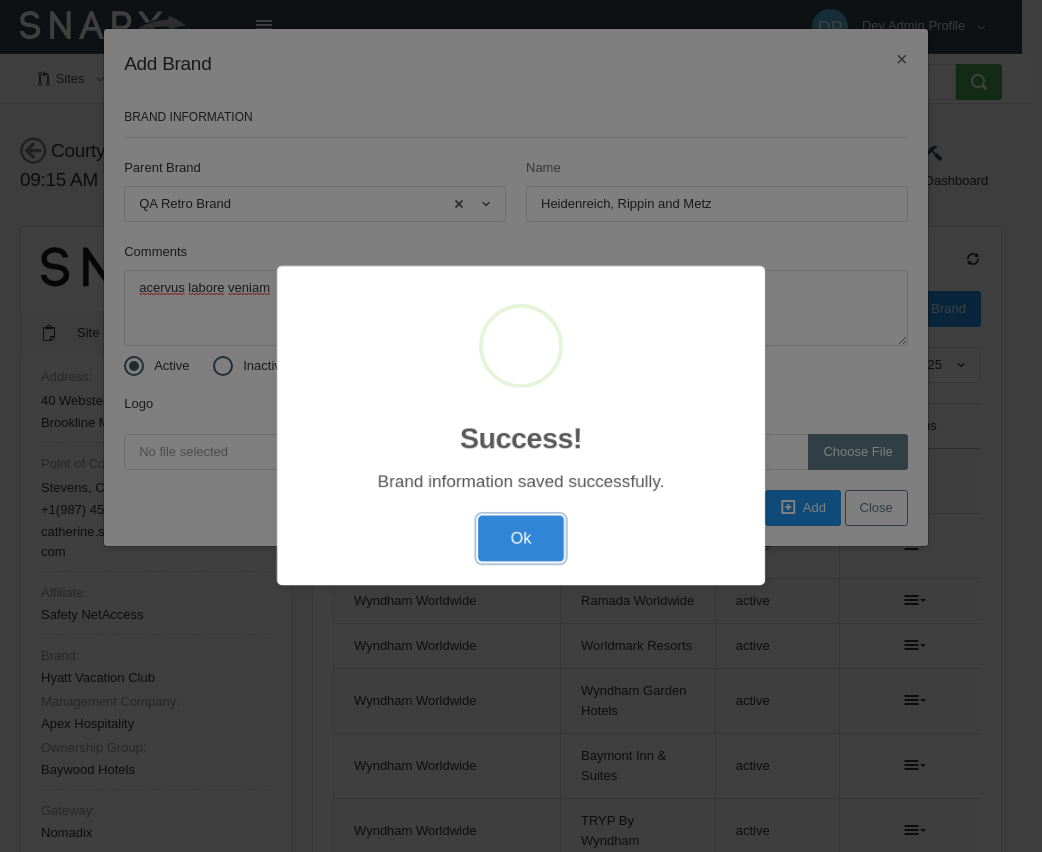 SNAPX
Dev Admin Profile
Add Brand
×
Sites
BRAND INFORMATION
Courty
09:15 AM
Dashboard
Parent Brand
Name
QA Retro Brand
Heidenreich, Rippin and Metz
Comments
acervus labore veniam
Brand
Site
Active
Inactiv
25
Address:
40 Webste
Brookline M
Logo
No file selected
Choose File
Success!
Point of Co
Stevens, C
+1(987) 45
catherine.s
com
Brand information saved successfully.
Add
Close
Ok
Affiliate:
Safety NetAccess
Wyndham Worldwide
Ramada Worldwide
active
Brand:
Hyatt Vacation Club
Wyndham Worldwide
Worldmark Resorts
active
Management Company:
Apex Hospitality
Wyndham Worldwide
Wyndham Garden
Hotels
active
Ownership Group:
Baywood Hotels
Wyndham Worldwide
Baymont Inn &
Suites
active
Gateway:
Nomadix
Wyndham Worldwide
TRYP By
Wyndham
active